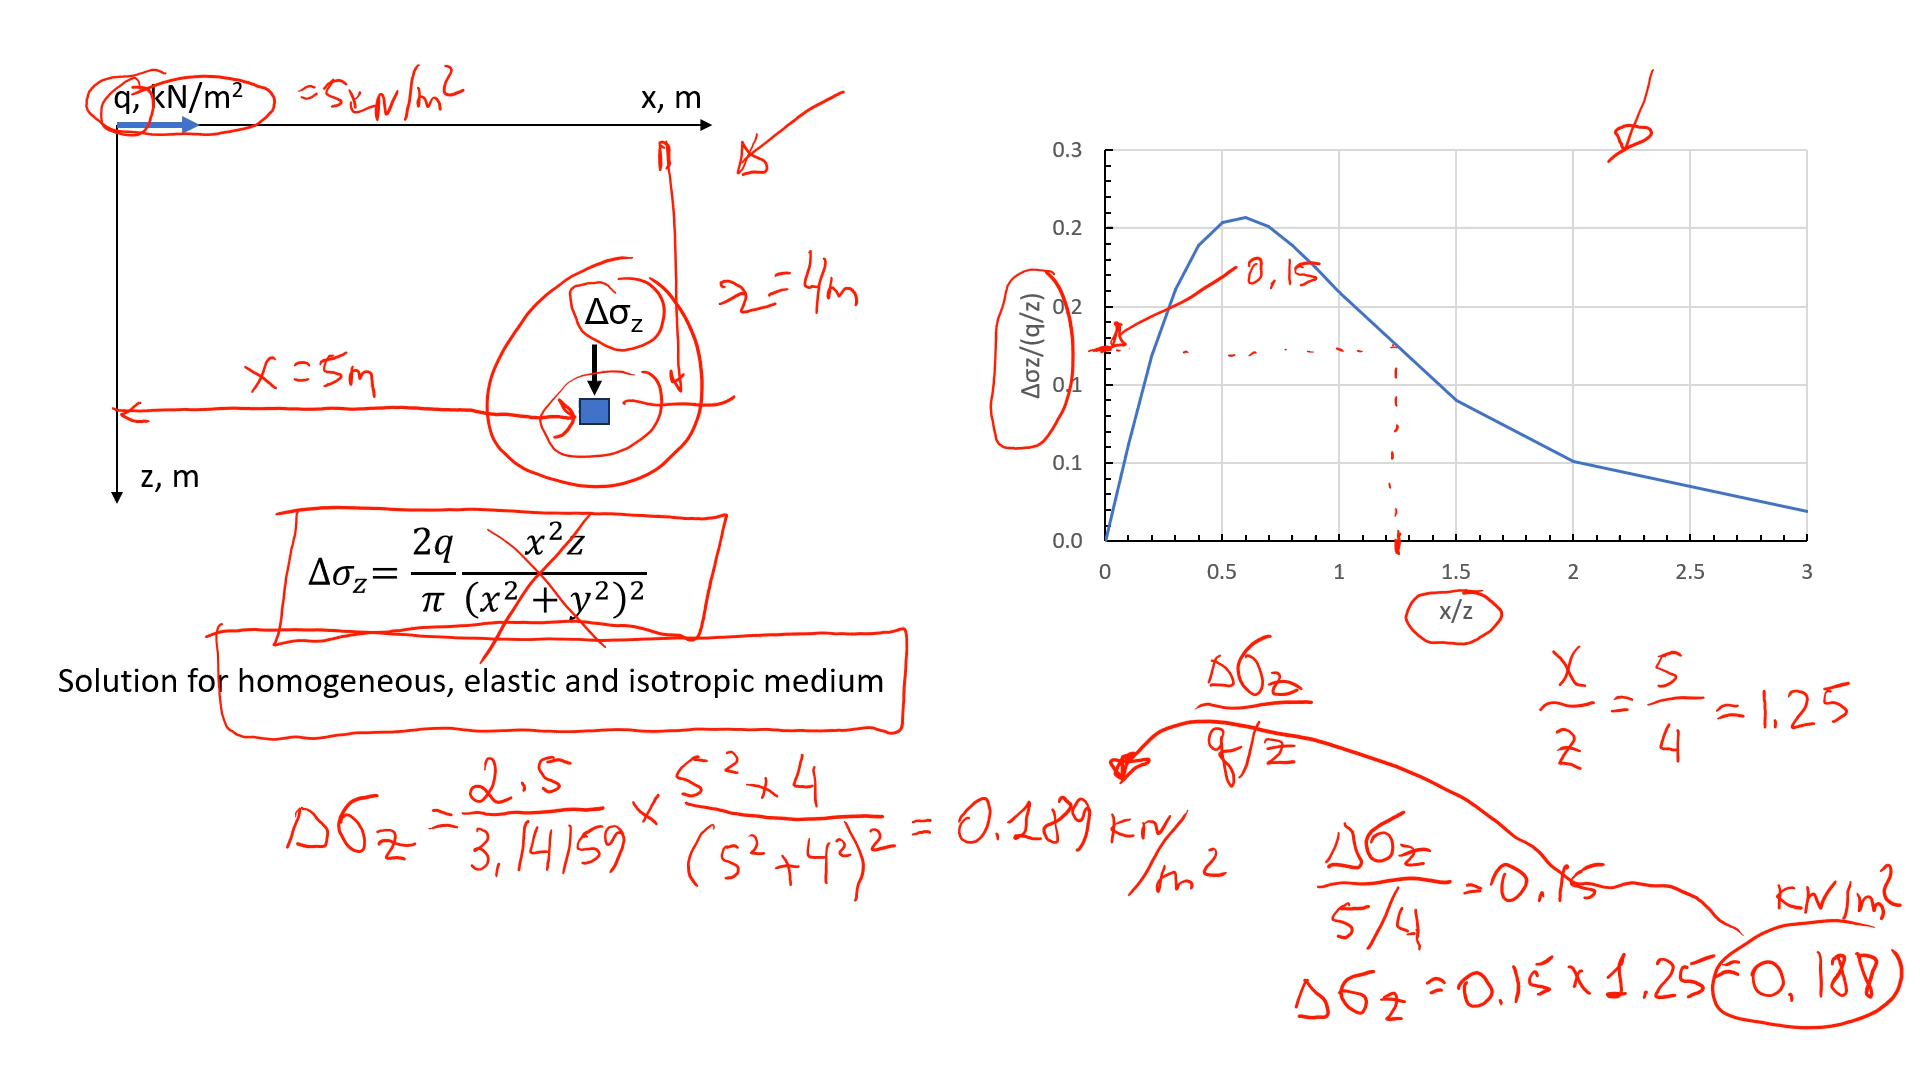 q, kN/m² = 5kN/m²
x, m
Δσz
z = 4m
x = 5m
z, m
Δσz= 2q/π x²z/(x² + y²)²
Solution for homogeneous, elastic and isotropic medium
Δσz = 2.5/3,14159 × 5² × 4/(5² + 4²)² = 0.189 kN/m²
0.3
0.2
0,15
0.2
0.1
0.1
0.0
Δσz/(q/z)
0 0.5 1 1.5 2 2.5 3
x/z
Δσz/q/z
x/z = 5/4 = 1.25
Δσz/5/4 = 0.15
kN/m²
Δσz = 0.15 × 1.25 = 0,188